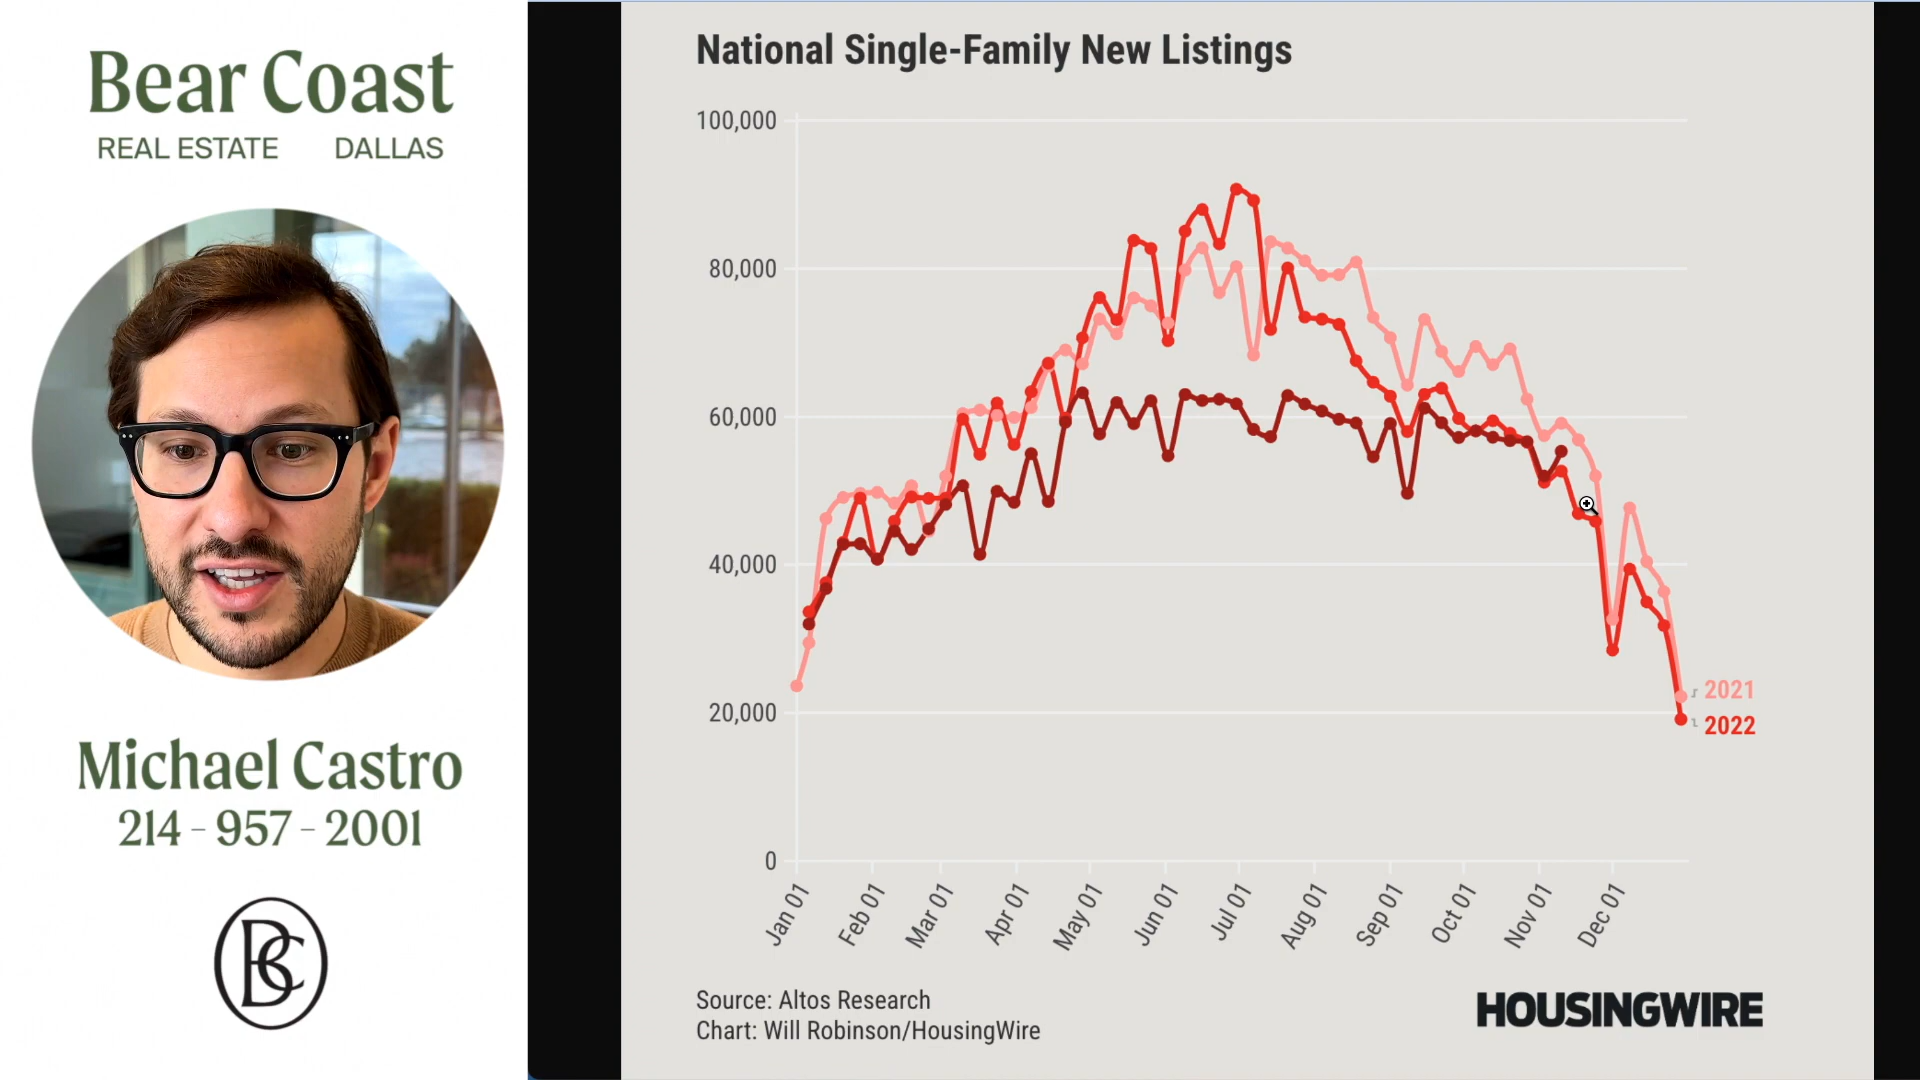 Bear Coast
REAL ESTATE DALLAS
Michael Castro
214 - 957 - 2001
BC
National Single-Family New Listings
100,000
80,000
60,000
40,000
20,000
0
Jan 01
Feb 01
Mar 01
Apr 01
May 01
Jun 01
Jul 01
Aug 01
Sep 01
Oct 01
Nov 01
Dec 01
2021
2022
Source: Altos Research
Chart: Will Robinson/HousingWire
HOUSINGWIRE